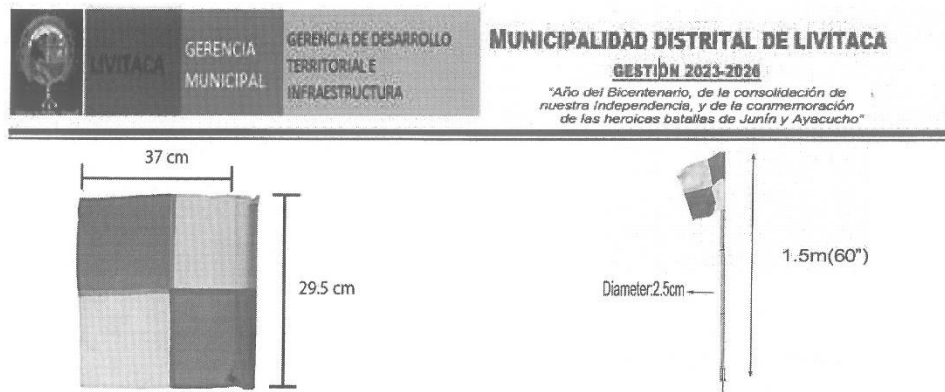 LIVITACA
GERENCIA
MUNICIPAL
GERENCIA DE DESARROLLO
TERRITORIAL E
INFRAESTRUCTURA
MUNICIPALIDAD DISTRITAL DE LIVITACA
GESTIÓN 2023-2026
"Año del Bicentenario, de la consolidación de
nuestra Independencia, y de la conmemoración
de las heroicas batallas de Junín y Ayacucho"
37 cm
29.5 cm
1.5m(60")
Diameter:2.5cm